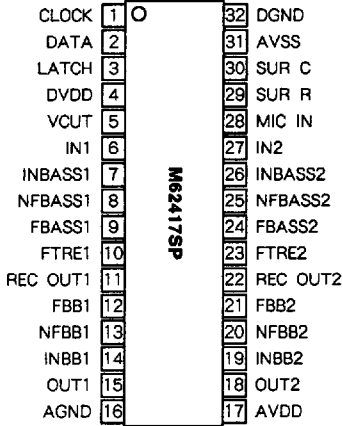 CLOCK 1 32 DGND
DATA 2 31 AVSS
LATCH 3 30 SUR C
DVDD 4 29 SUR R
VCUT 5 28 MIC IN
IN1 6 27 IN2
INBASS1 7 26 INBASS2
NFBASS1 8 25 NFBASS2
FBASS1 9 24 FBASS2
FTRE1 10 23 FTRE2
REC OUT1 11 22 REC OUT2
FBB1 12 21 FBB2
NFBB1 13 20 NFBB2
INBB1 14 19 INBB2
OUT1 15 18 OUT2
AGND 16 17 AVDD
M62417SP